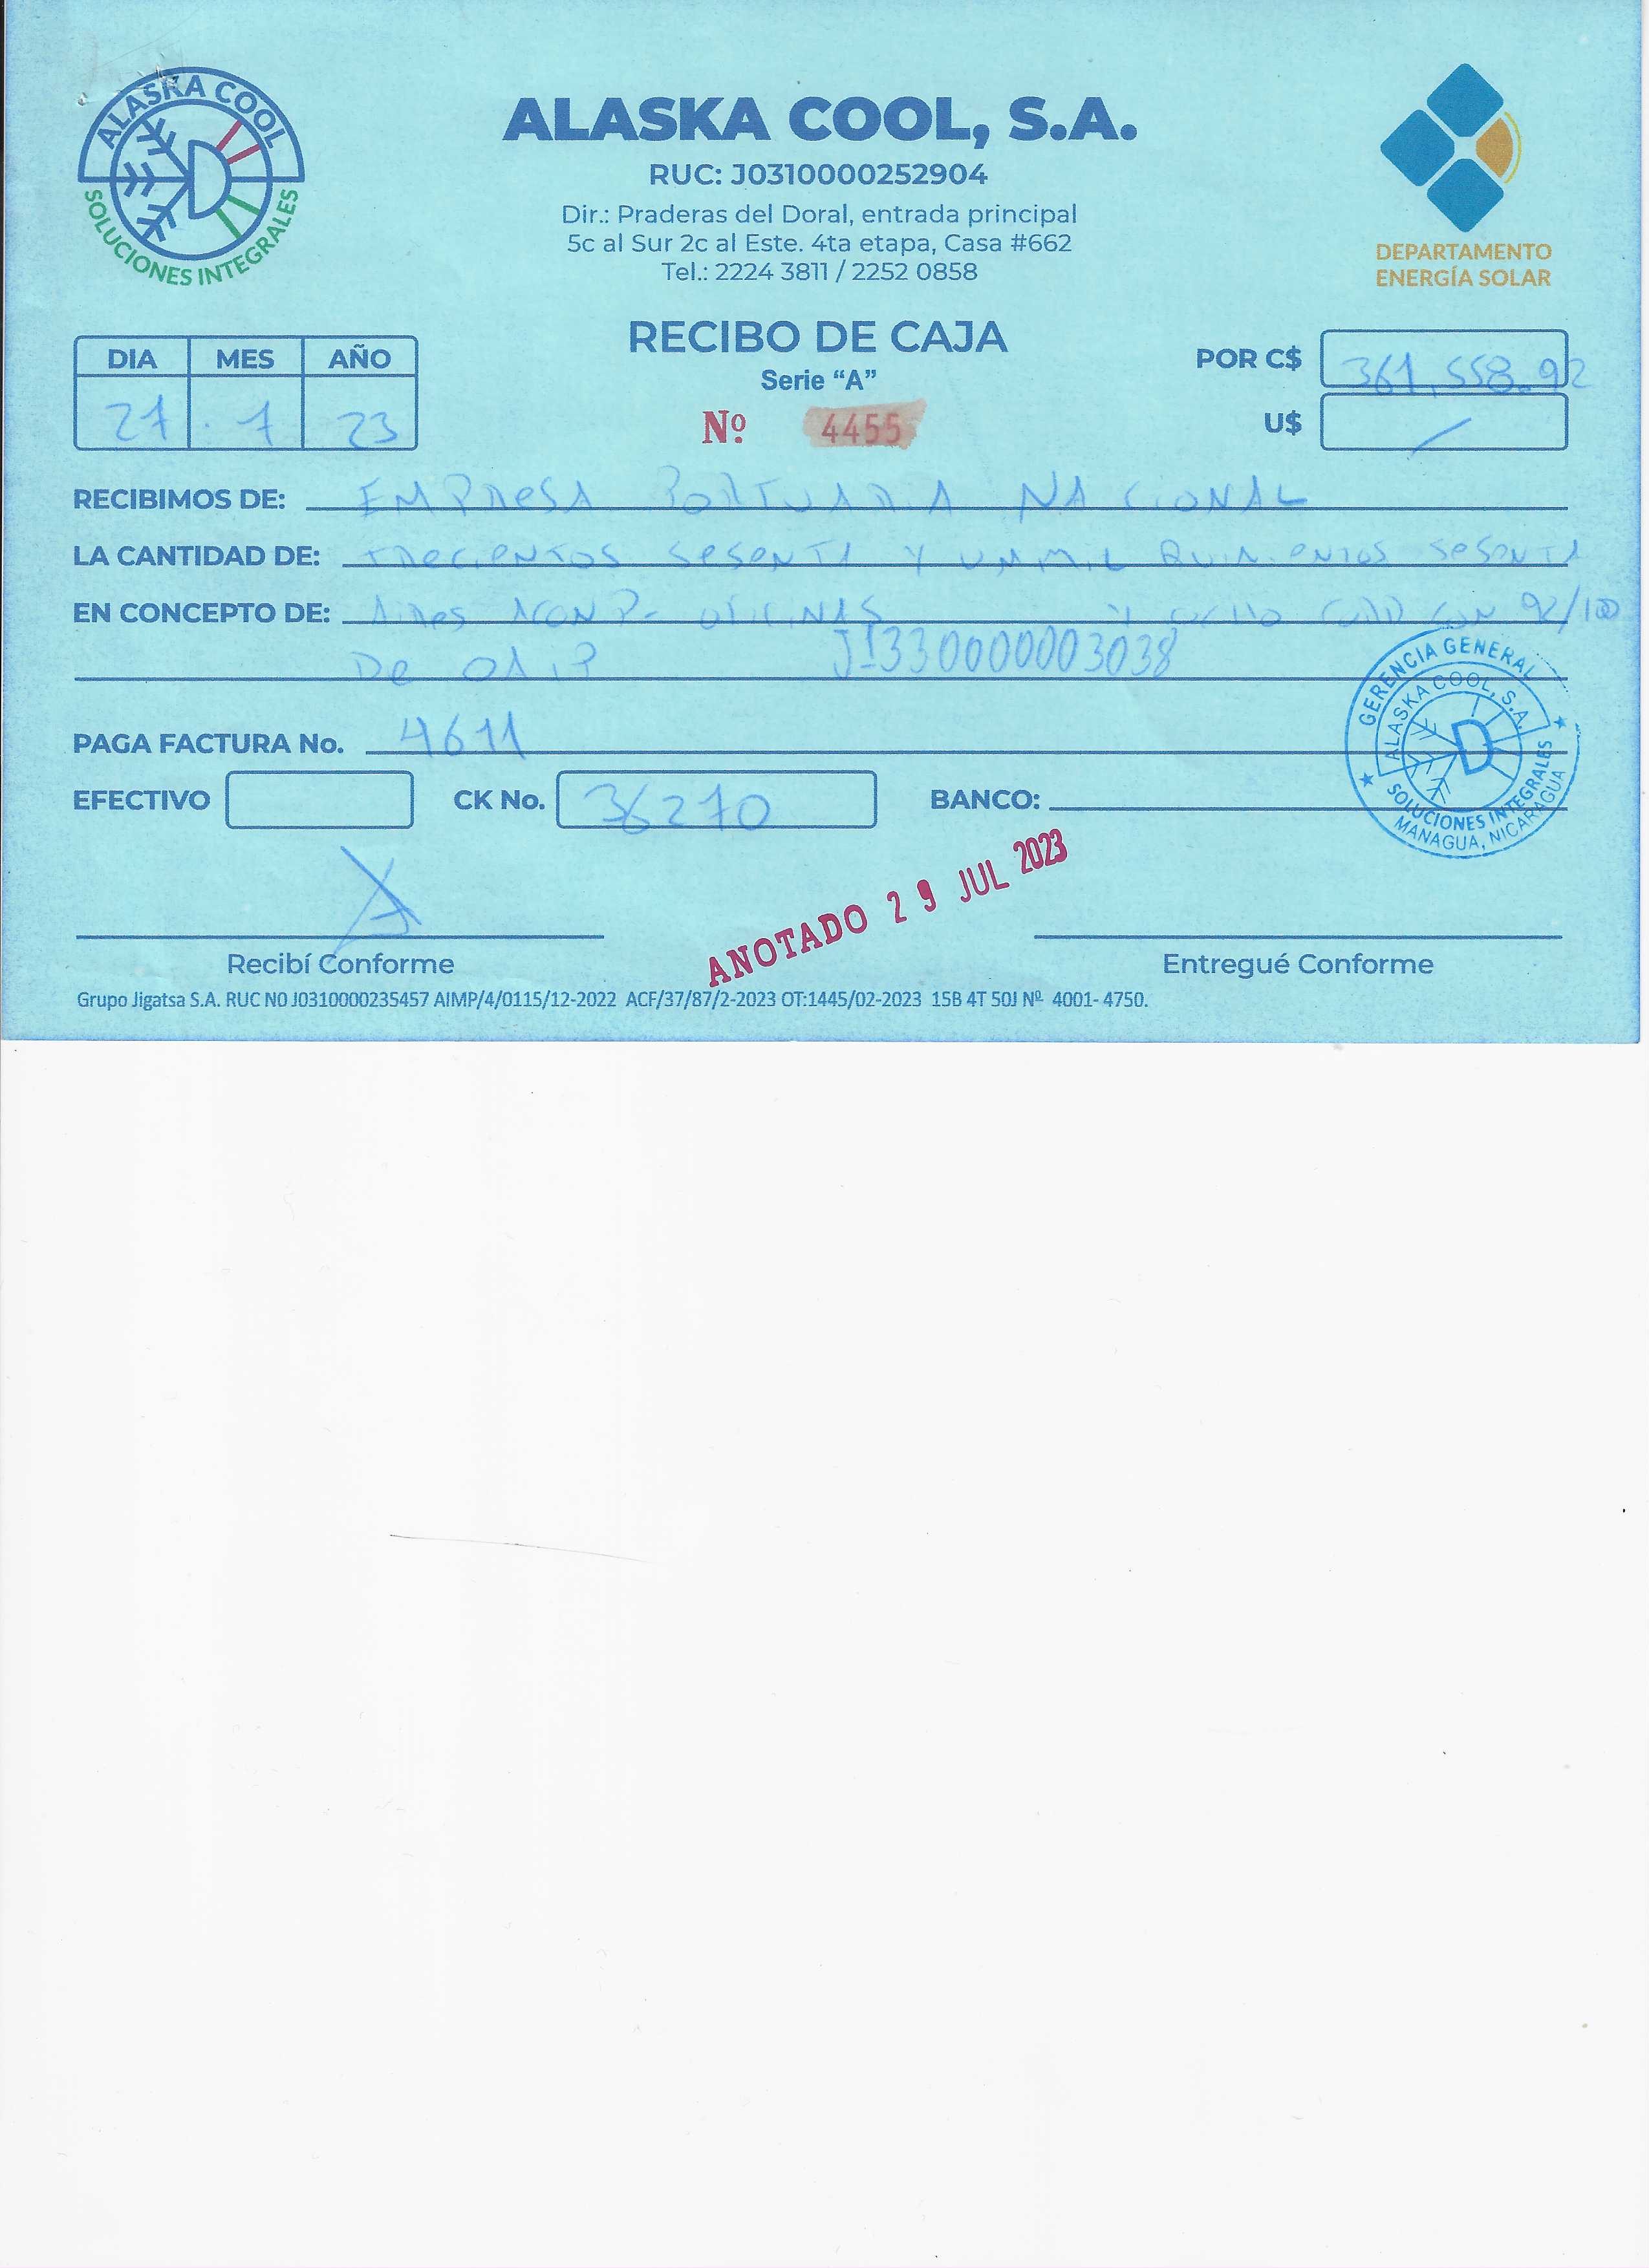 ALASKA COOL
SOLUCIONES INTEGRALES
ALASKA COOL, S.A.
RUC: J0310000252904
Dir.: Praderas del Doral, entrada principal
5c al Sur 2c al Este. 4ta etapa, Casa #662
Tel.: 2224 3811 / 2252 0858
DEPARTAMENTO
ENERGÍA SOLAR
RECIBO DE CAJA
Serie “A”
Nº 4455
DIA MES AÑO
27 7 23
POR C$ 361,558.92
U$ /
RECIBIMOS DE: EMPRESA PORTUARIA NACIONAL
LA CANTIDAD DE: trecientos sesenta y un mil quinientos sesenta
EN CONCEPTO DE: Aires ACOND- OFICINAS y ocho Cord con 92/100
De J1330000003038
PAGA FACTURA No. 4611
EFECTIVO CK No. 36270 BANCO:
GERENCIA GENERAL
ALASKA COOL, S.A.
SOLUCIONES INTEGRALES
MANAGUA, NICARAGUA
ANOTADO 29 JUL 2023
Recibí Conforme Entregué Conforme
Grupo Jigatsa S.A. RUC N0 J0310000235457 AIMP/4/0115/12-2022 ACF/37/87/2-2023 OT:1445/02-2023 15B 4T 50J Nº 4001- 4750.